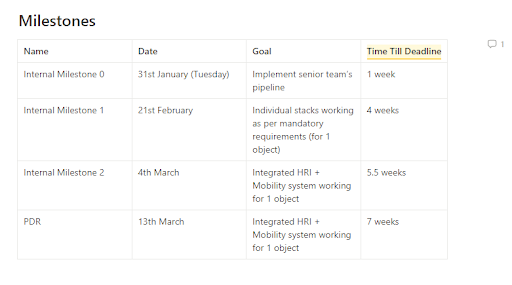 Milestones
Name Date Goal Time Till Deadline
1
Internal Milestone 0 31st January (Tuesday) Implement senior team's
pipeline 1 week
Internal Milestone 1 21st February Individual stacks working
as per mandatory
requirements (for 1
object) 4 weeks
Internal Milestone 2 4th March Integrated HRI +
Mobility system working
for 1 object 5.5 weeks
PDR 13th March Integrated HRI +
Mobility system working
for 1 object 7 weeks